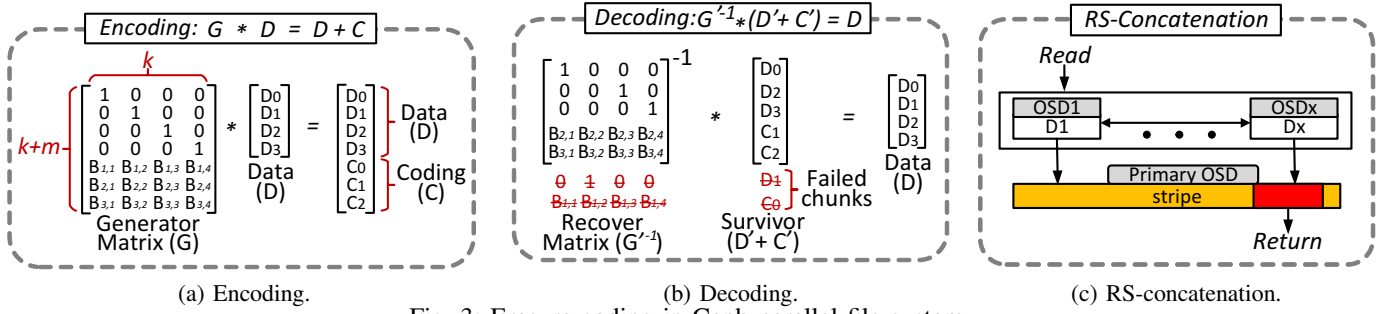 Encoding: G * D = D + C
k
k+m
1 0 0 0
0 1 0 0
0 0 1 0
0 0 0 1
B1,1 B1,2 B1,3 B1,4
B2,1 B2,2 B2,3 B2,4
B3,1 B3,2 B3,3 B3,4
Generator
Matrix (G)
*
D0
D1
D2
D3
Data
(D)
=
D0
D1
D2
D3
C0
C1
C2
Data
(D)
Coding
(C)
(a) Encoding.
Decoding:G′-1*(D′+ C′) = D
1 0 0 0
0 0 1 0
0 0 0 1
B2,1 B2,2 B2,3 B2,4
B3,1 B3,2 B3,3 B3,4
-1
0 1 0 0
B1,1 B1,2 B1,3 B1,4
Recover
Matrix (G′-1)
*
D0
D2
D3
C1
C2
D1
C0
Failed
chunks
Survivor
(D′+ C′)
=
D0
D1
D2
D3
Data
(D)
(b) Decoding.
RS-Concatenation
Read
OSD1
D1
• • •
OSDx
Dx
Primary OSD
stripe
Return
(c) RS-concatenation.